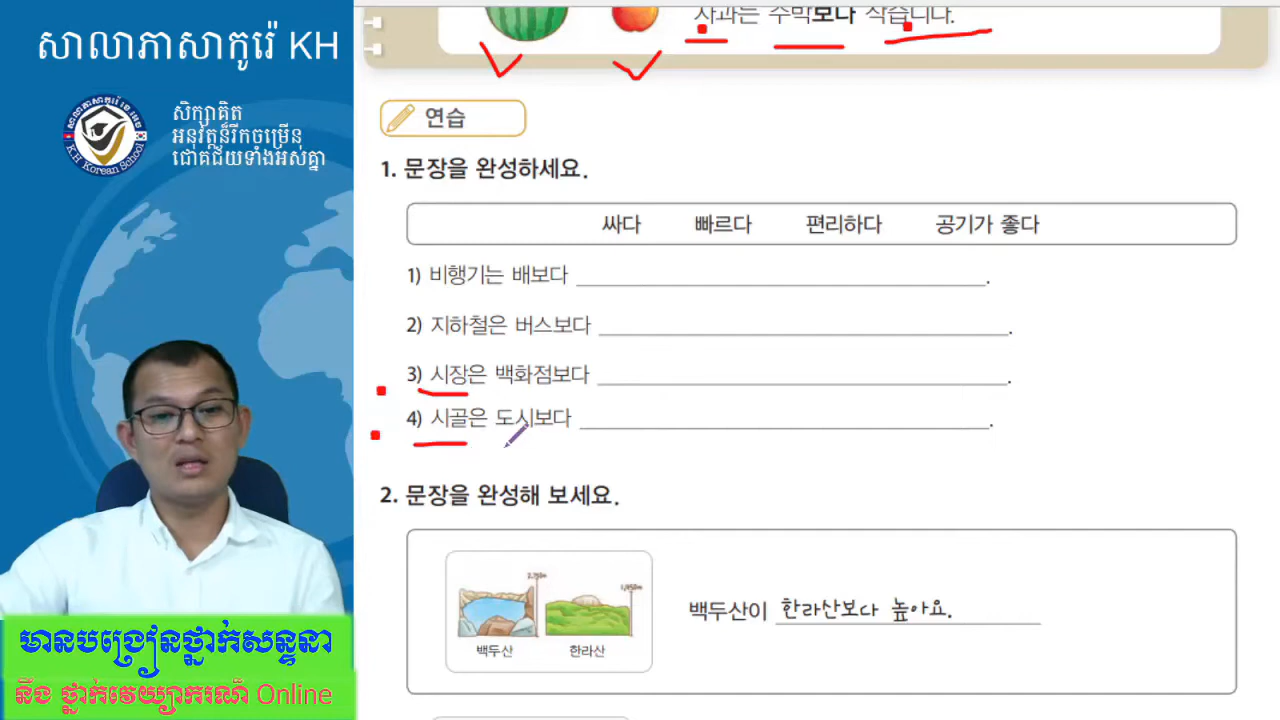 សាលាភាសាកូរ៉េ KH
សិក្សាគិត
អនុវត្តន៏រីកចម្រើន
ជោគជ័យទាំងអស់គ្នា
K.H Korean School
មានបង្រៀនថ្នាក់សន្ទនា
នឹង ថ្នាក់វេយ្យាករណ៏ Online
사과는 수박보다 작습니다.
연습
1. 문장을 완성하세요.
싸다 빠르다 편리하다 공기가 좋다
1) 비행기는 배보다 .
2) 지하철은 버스보다 .
3) 시장은 백화점보다 .
4) 시골은 도시보다 .
2. 문장을 완성해 보세요.
백두산 한라산
백두산이 한라산보다 높아요.